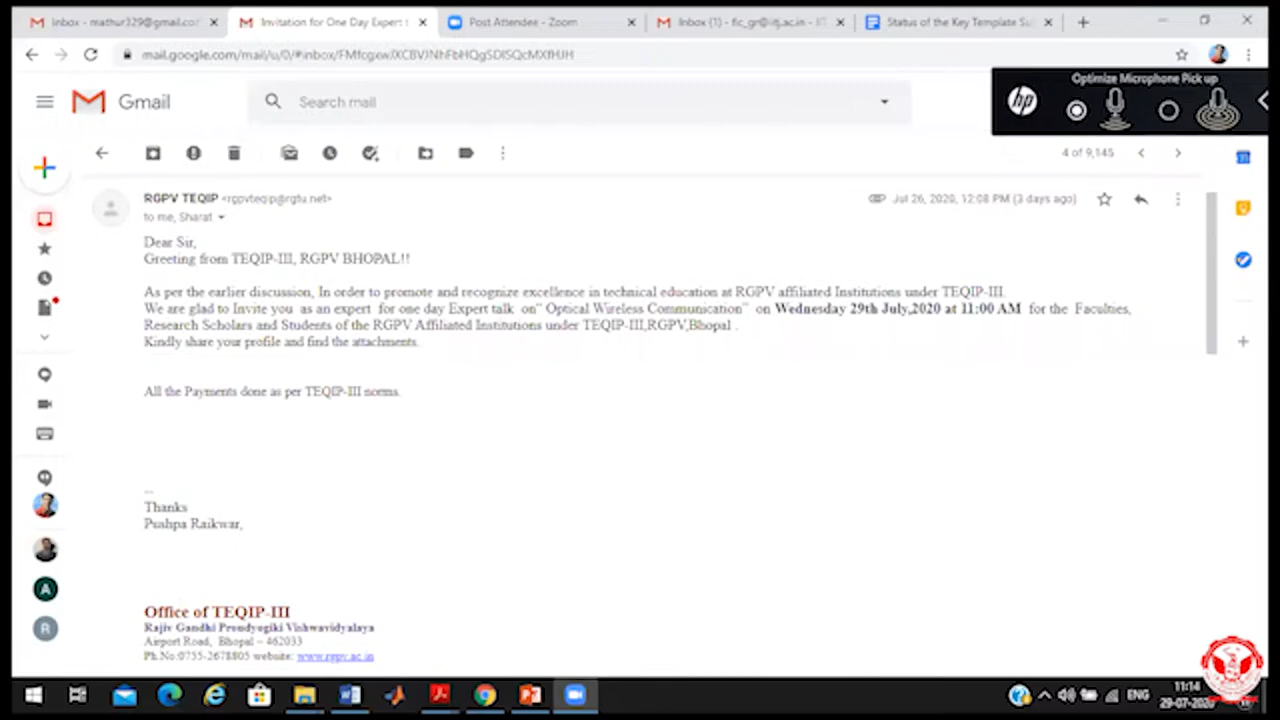 Inbox - mathur329@gmail.com
Invitation for One Day Expert t
Post Attendee - Zoom
Inbox (1) - fic_gr@iitj.ac.in - IIT
Status of the Key Template Su
mail.google.com/mail/u/0/#inbox/
Optimize Microphone Pick up
hp
Gmail
Search mail
4 of 9,145
RGPV TEQIP <rgpvteqip@rgtu.net>
Jul 26, 2020, 12:08 PM (3 days ago)
to me, Sharat
Dear Sir,
Greeting from TEQIP-III, RGPV BHOPAL!!
As per the earlier discussion, In order to promote and recognize excellence in technical education at RGPV affiliated Institutions under TEQIP-III.
We are glad to Invite you as an expert for one day Expert talk on" Optical Wireless Communication" on Wednesday 29th July,2020 at 11:00 AM for the Faculties,
Research Scholars and Students of the RGPV Affiliated Institutions under TEQIP-III,RGPV,Bhopal .
Kindly share your profile and find the attachments.
All the Payments done as per TEQIP-III norms.
--
Thanks
Pushpa Raikwar,
A
R
Office of TEQIP-III
Rajiv Gandhi Proudyogiki Vishwavidyalaya
Airport Road, Bhopal – 462033
Ph.No:0755-2678805 website: www.rgpv.ac.in
ENG
11:14
29-07-2020